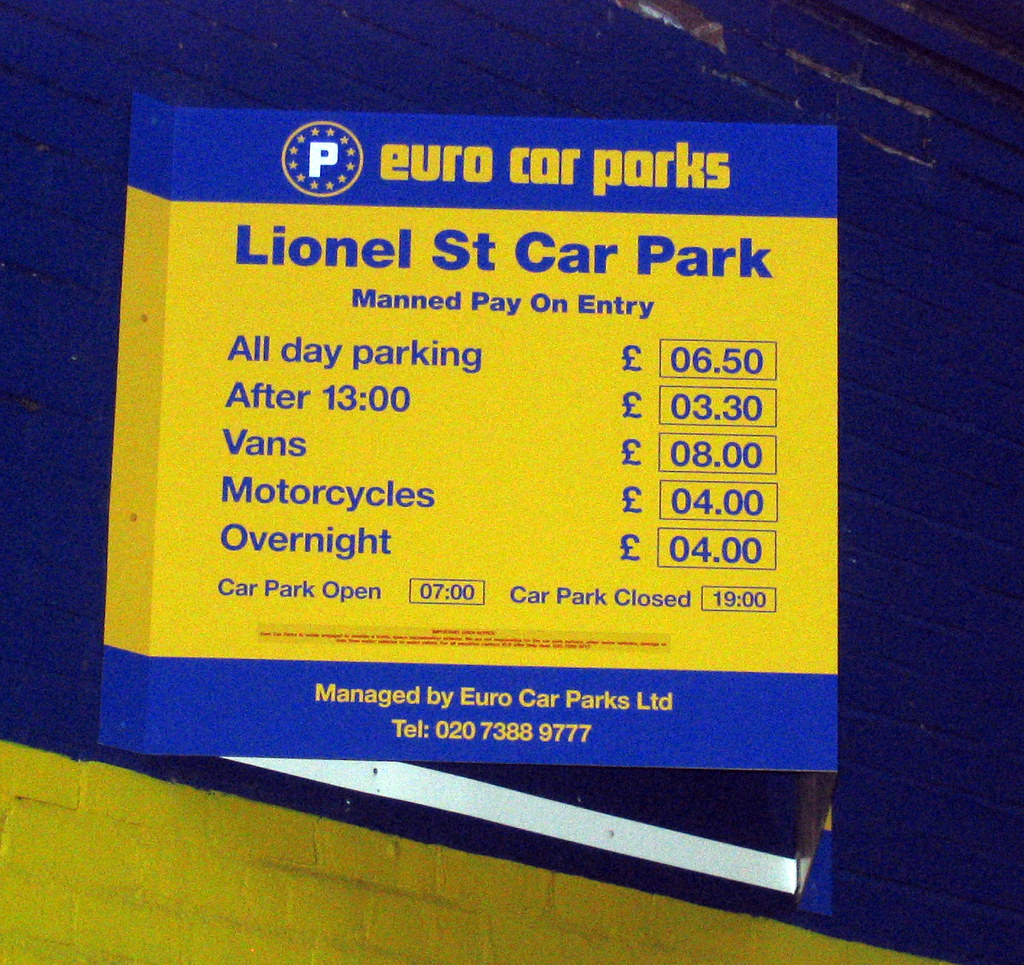 P euro car parks
Lionel St Car Park
Manned Pay On Entry
All day parking £ 06.50
After 13:00 £ 03.30
Vans £ 08.00
Motorcycles £ 04.00
Overnight £ 04.00
Car Park Open 07:00 Car Park Closed 19:00
Managed by Euro Car Parks Ltd
Tel: 020 7388 9777